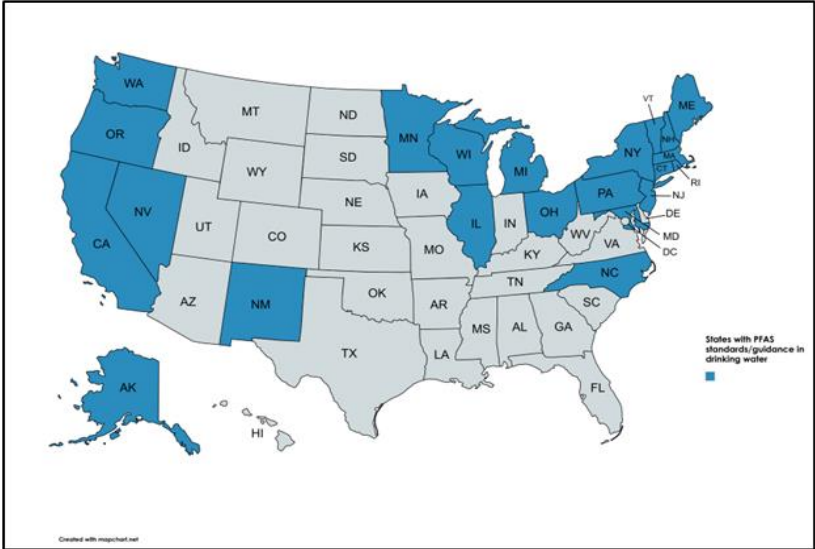 WA
MT
ND
MN
VT
ME
OR
ID
SD
WI
MI
NY
NH
MA
CT
RI
WY
IA
PA
NJ
NV
NE
IL
IN
OH
DE
CA
UT
CO
KS
MO
WV
VA
MD
KY
DC
AZ
NM
OK
AR
TN
NC
SC
MS
AL
GA
TX
LA
FL
AK
HI
States with PFAS
standards/guidance in
drinking water
Created with mapchart.net